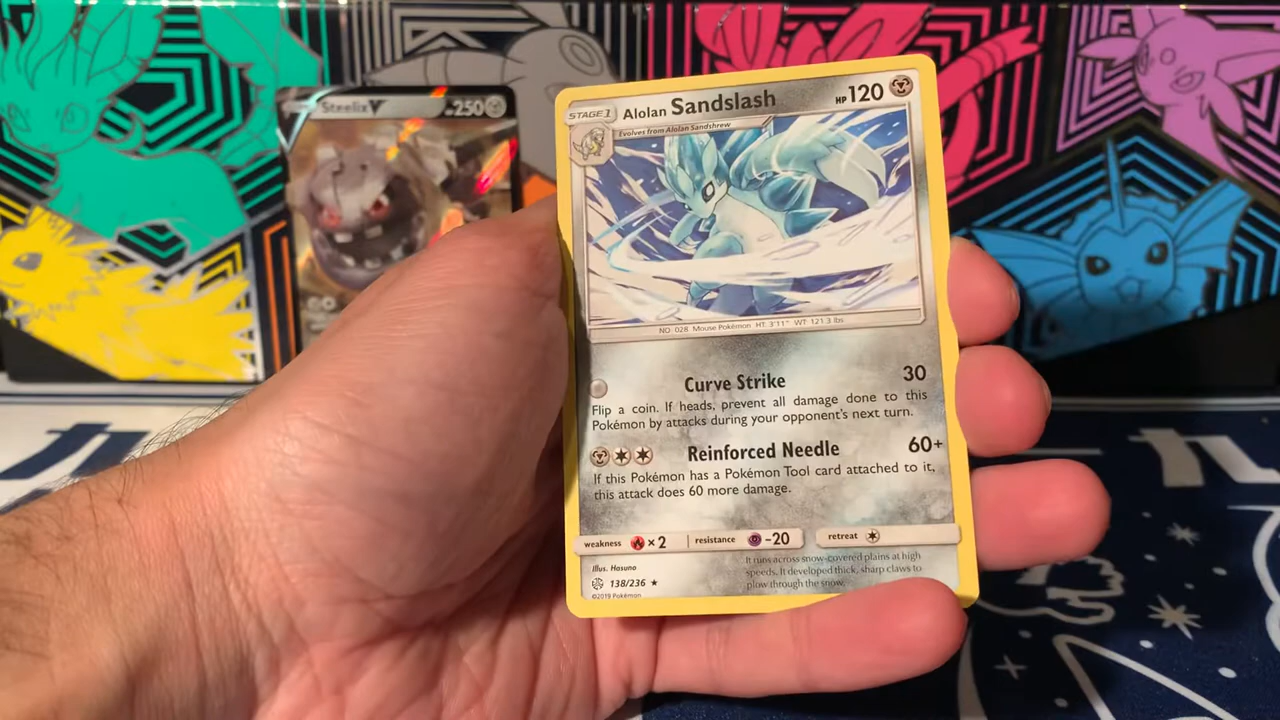 Steelix V 250
STAGE 1 Alolan Sandslash HP 120
Evolves from Alolan Sandshrew
NO. 028 Mouse Pokémon HT: 3'11" WT: 121.3 lbs
Curve Strike 30
Flip a coin. If heads, prevent all damage done to this
Pokémon by attacks during your opponent's next turn.
Reinforced Needle 60+
If this Pokémon has a Pokémon Tool card attached to it,
this attack does 60 more damage.
weakness ×2 resistance -20 retreat
It runs across snow-covered plains at high
speeds. It developed thick, sharp claws to
plow through the snow.
Illus. Hasuno
138/236 ★
©2019 Pokémon